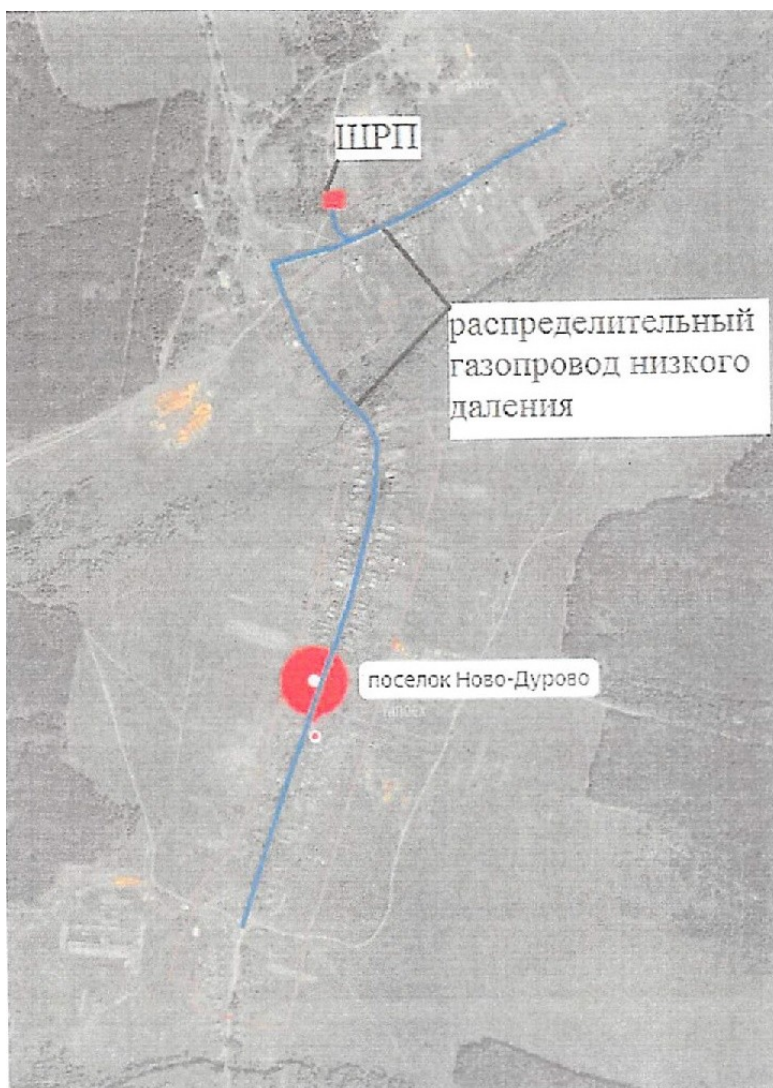 ШРП
распределительный
газопровод низкого
даления
поселок Ново-Дурово